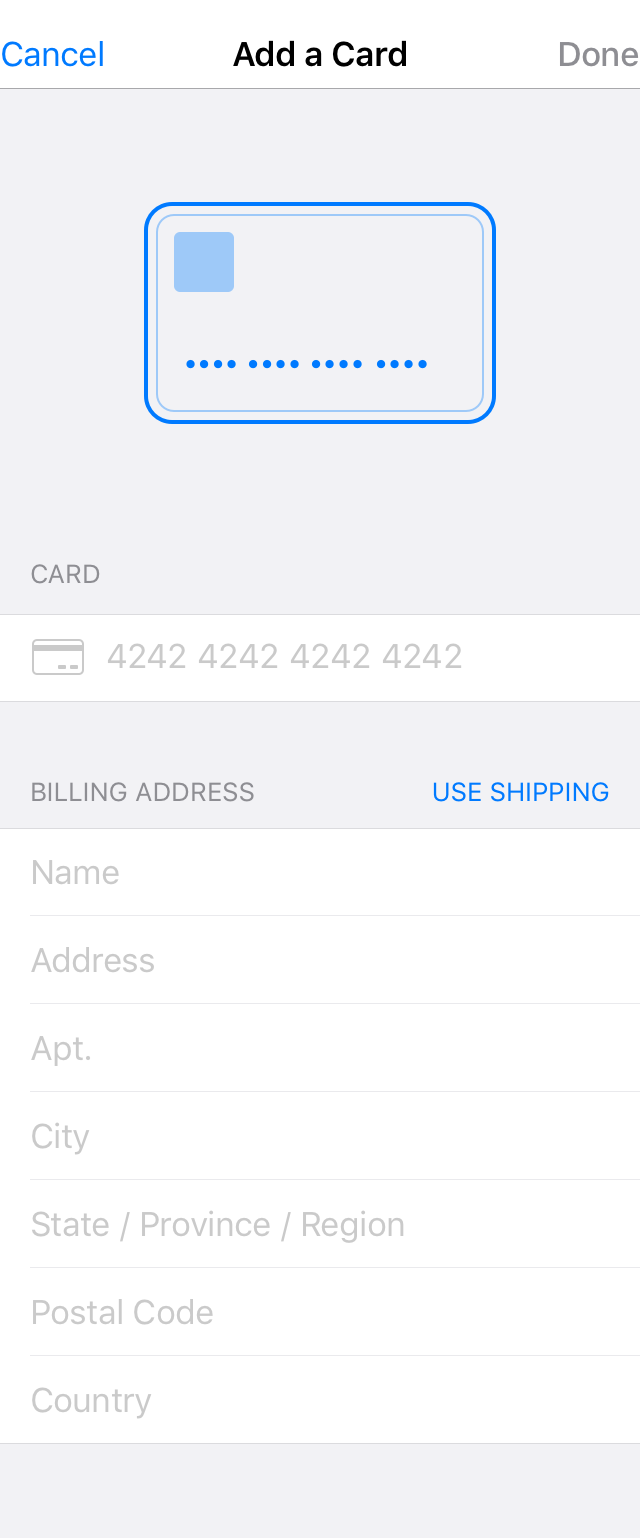 Cancel Add a Card Done
•••• •••• •••• ••••
CARD
4242 4242 4242 4242
BILLING ADDRESS USE SHIPPING
Name
Address
Apt.
City
State / Province / Region
Postal Code
Country